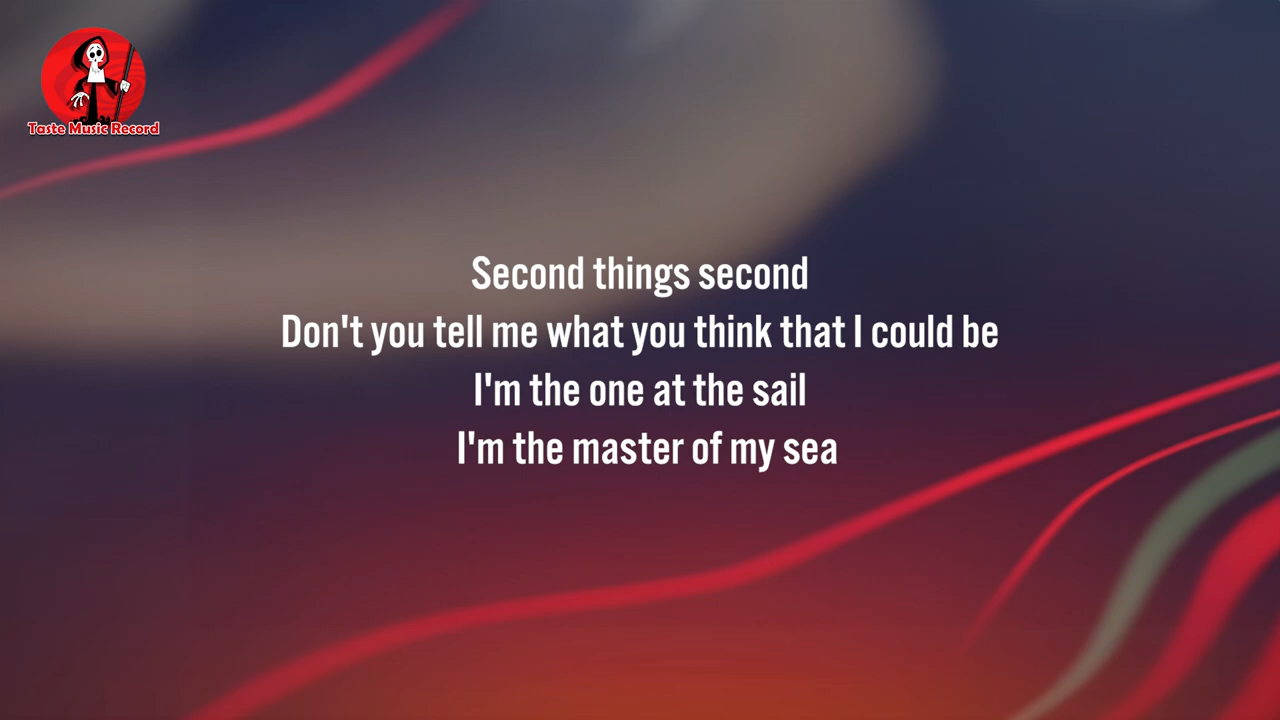 Taste Music Record
Second things second
Don't you tell me what you think that I could be
I'm the one at the sail
I'm the master of my sea